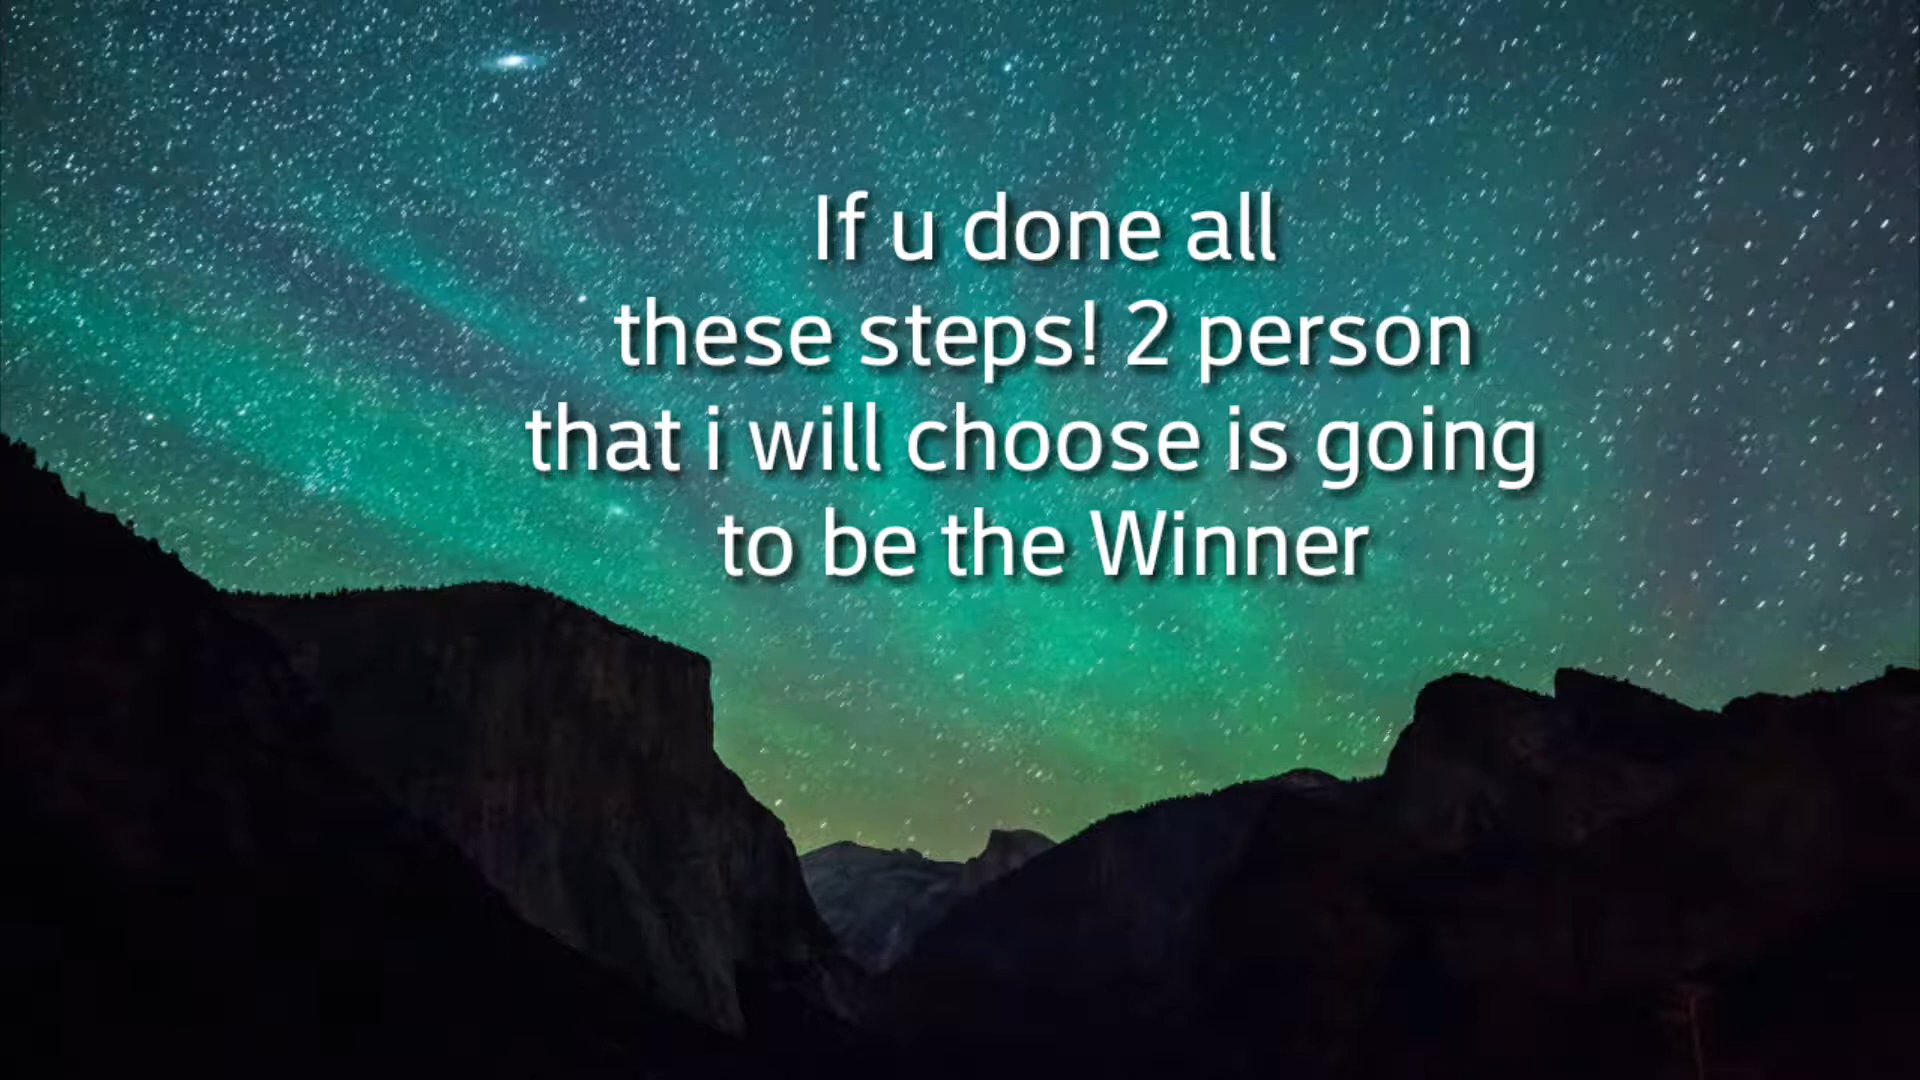 If u done all
these steps! 2 person
that i will choose is going
to be the Winner